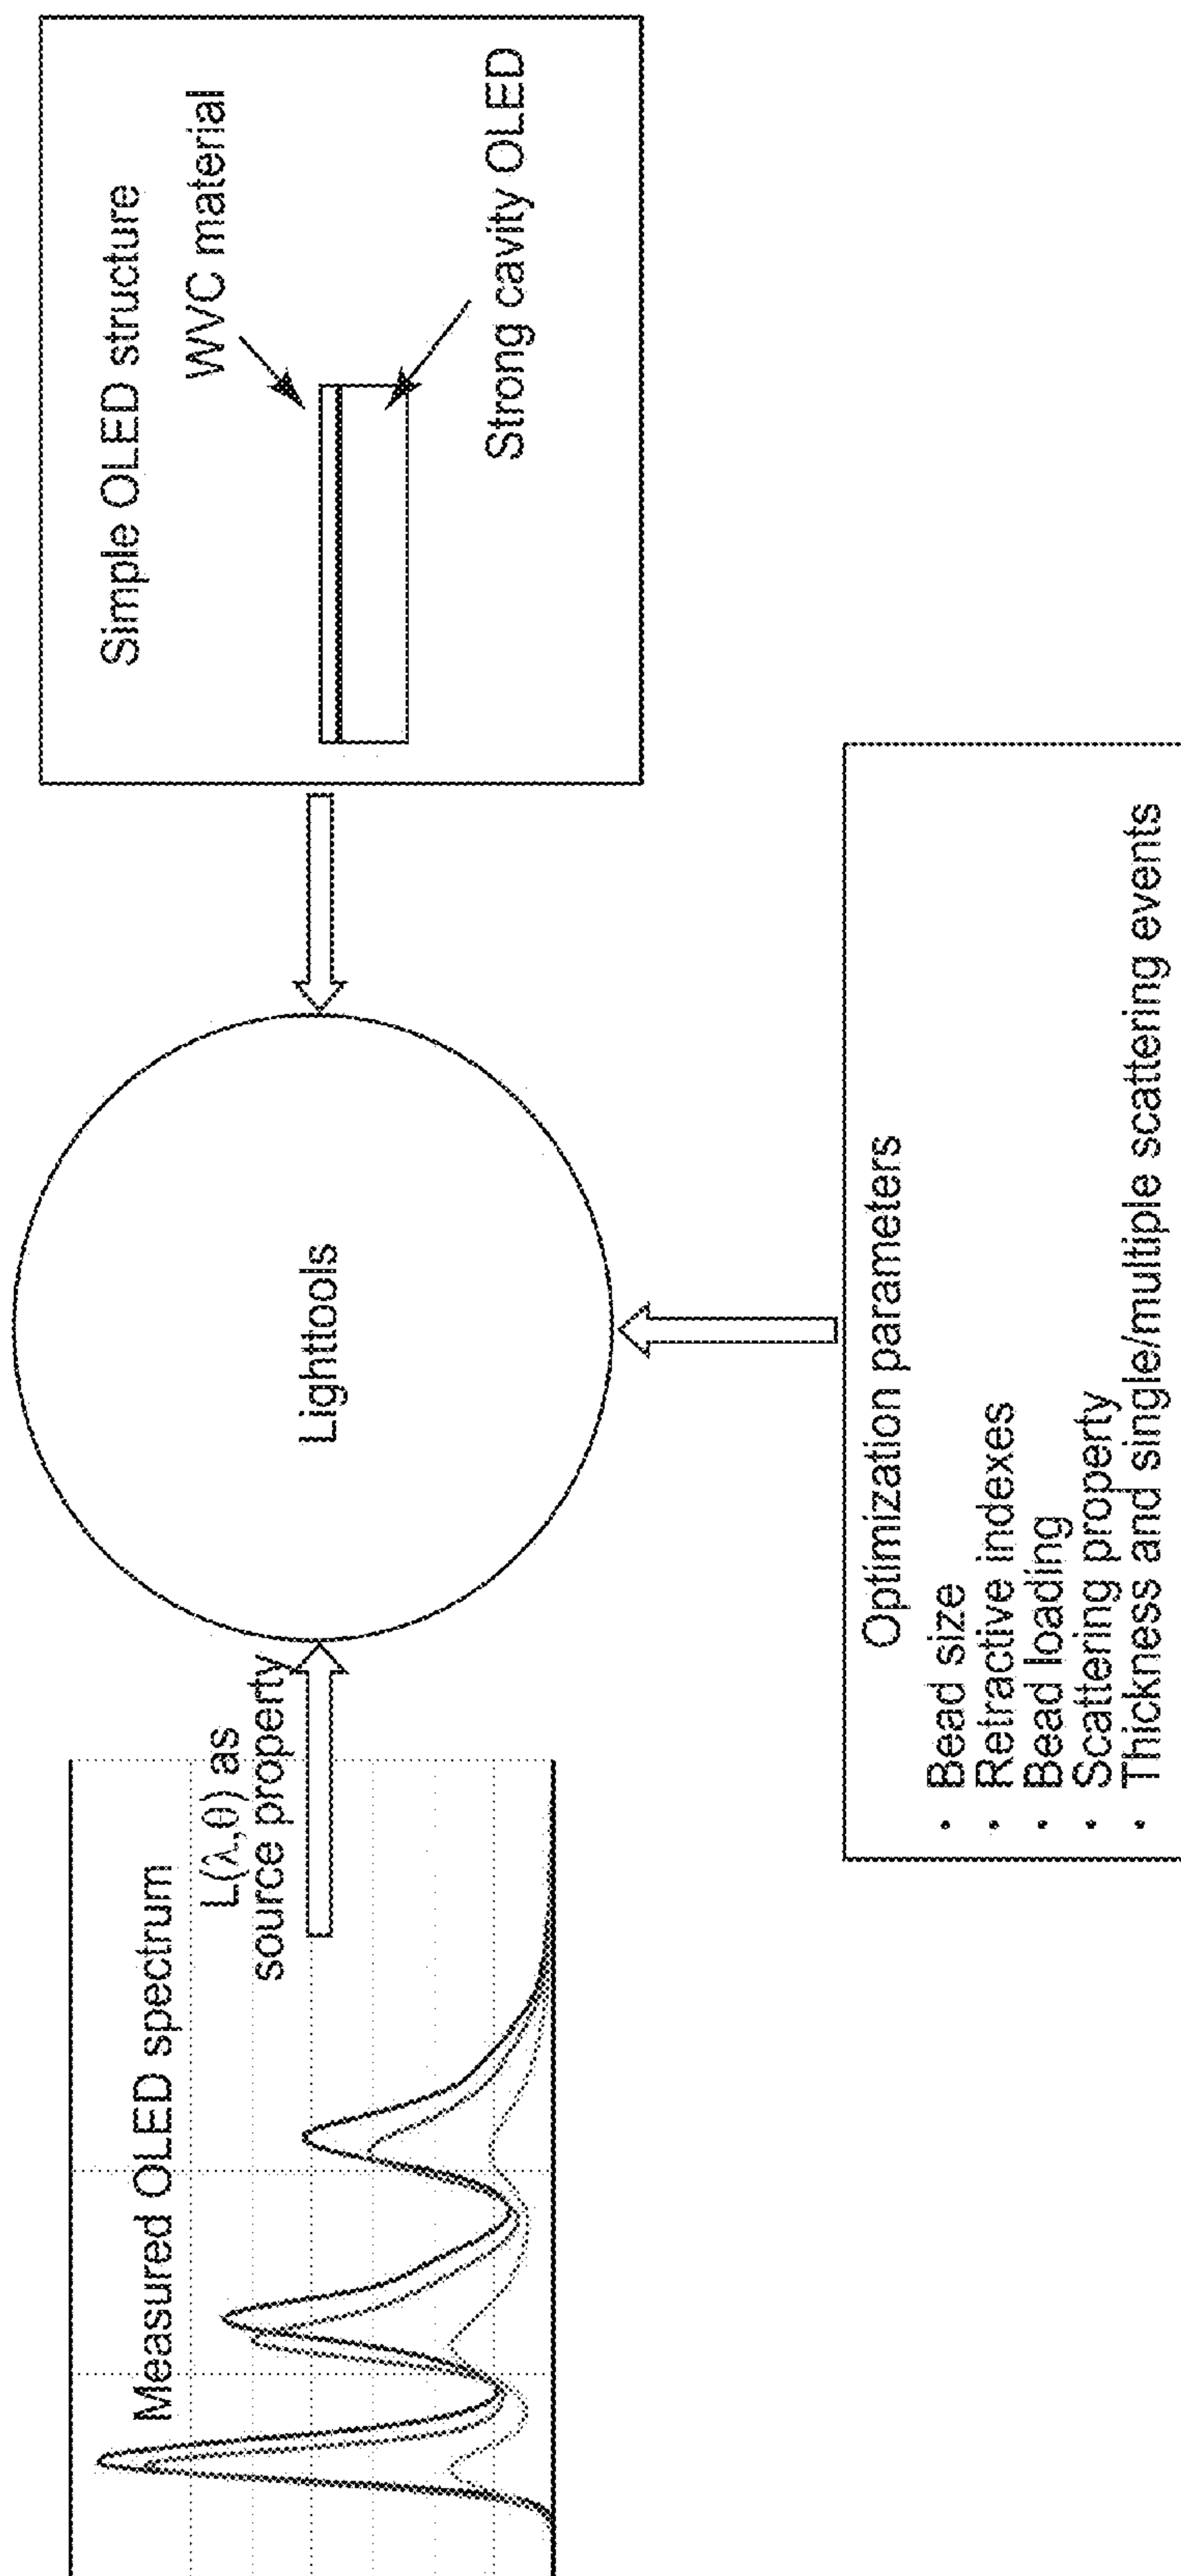 Measured OLED spectrum
L(λ,θ) as
source property
Lighttools
Simple OLED structure
WVC material
Strong cavity OLED
Optimization parameters
• Bead size
• Retractive indexes
• Bead loading
• Scattering property
• Thickness and single/multiple scattering events